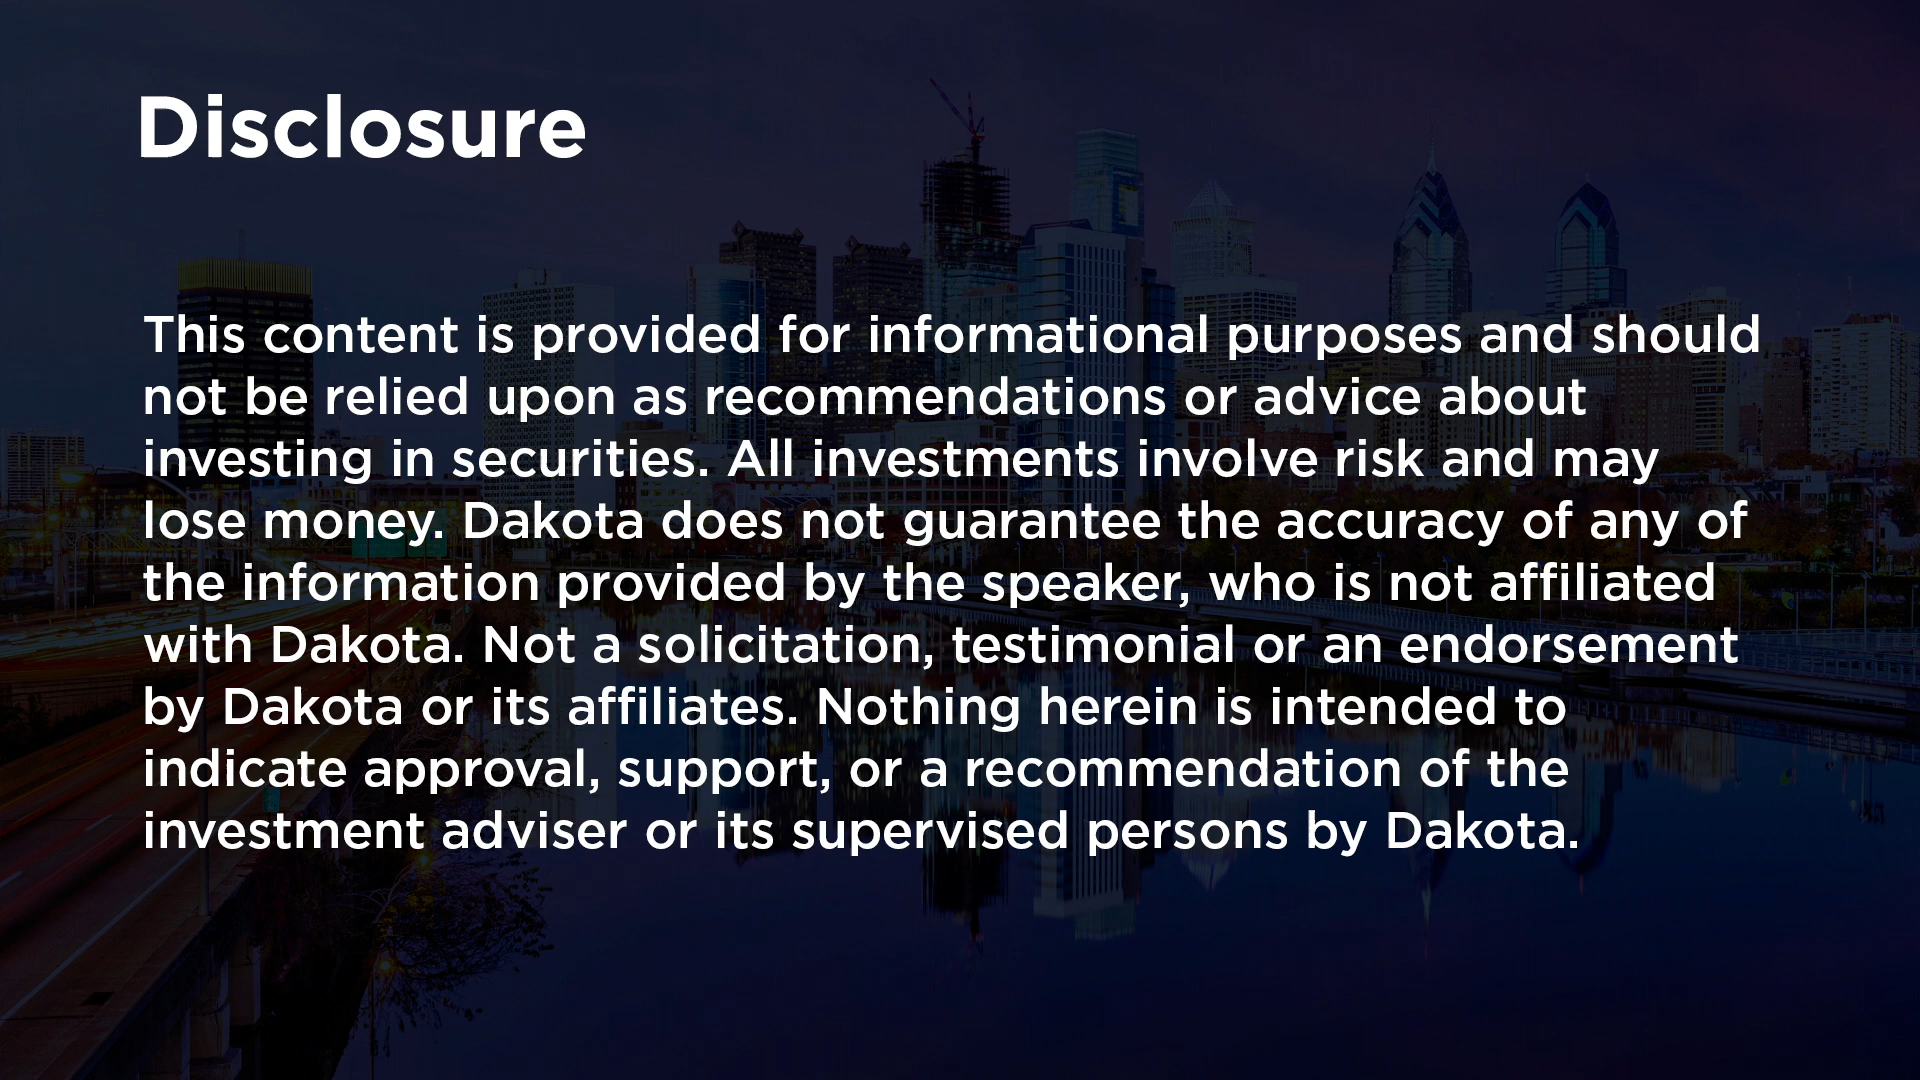 Disclosure
This content is provided for informational purposes and should
not be relied upon as recommendations or advice about
investing in securities. All investments involve risk and may
lose money. Dakota does not guarantee the accuracy of any of
the information provided by the speaker, who is not affiliated
with Dakota. Not a solicitation, testimonial or an endorsement
by Dakota or its affiliates. Nothing herein is intended to
indicate approval, support, or a recommendation of the
investment adviser or its supervised persons by Dakota.